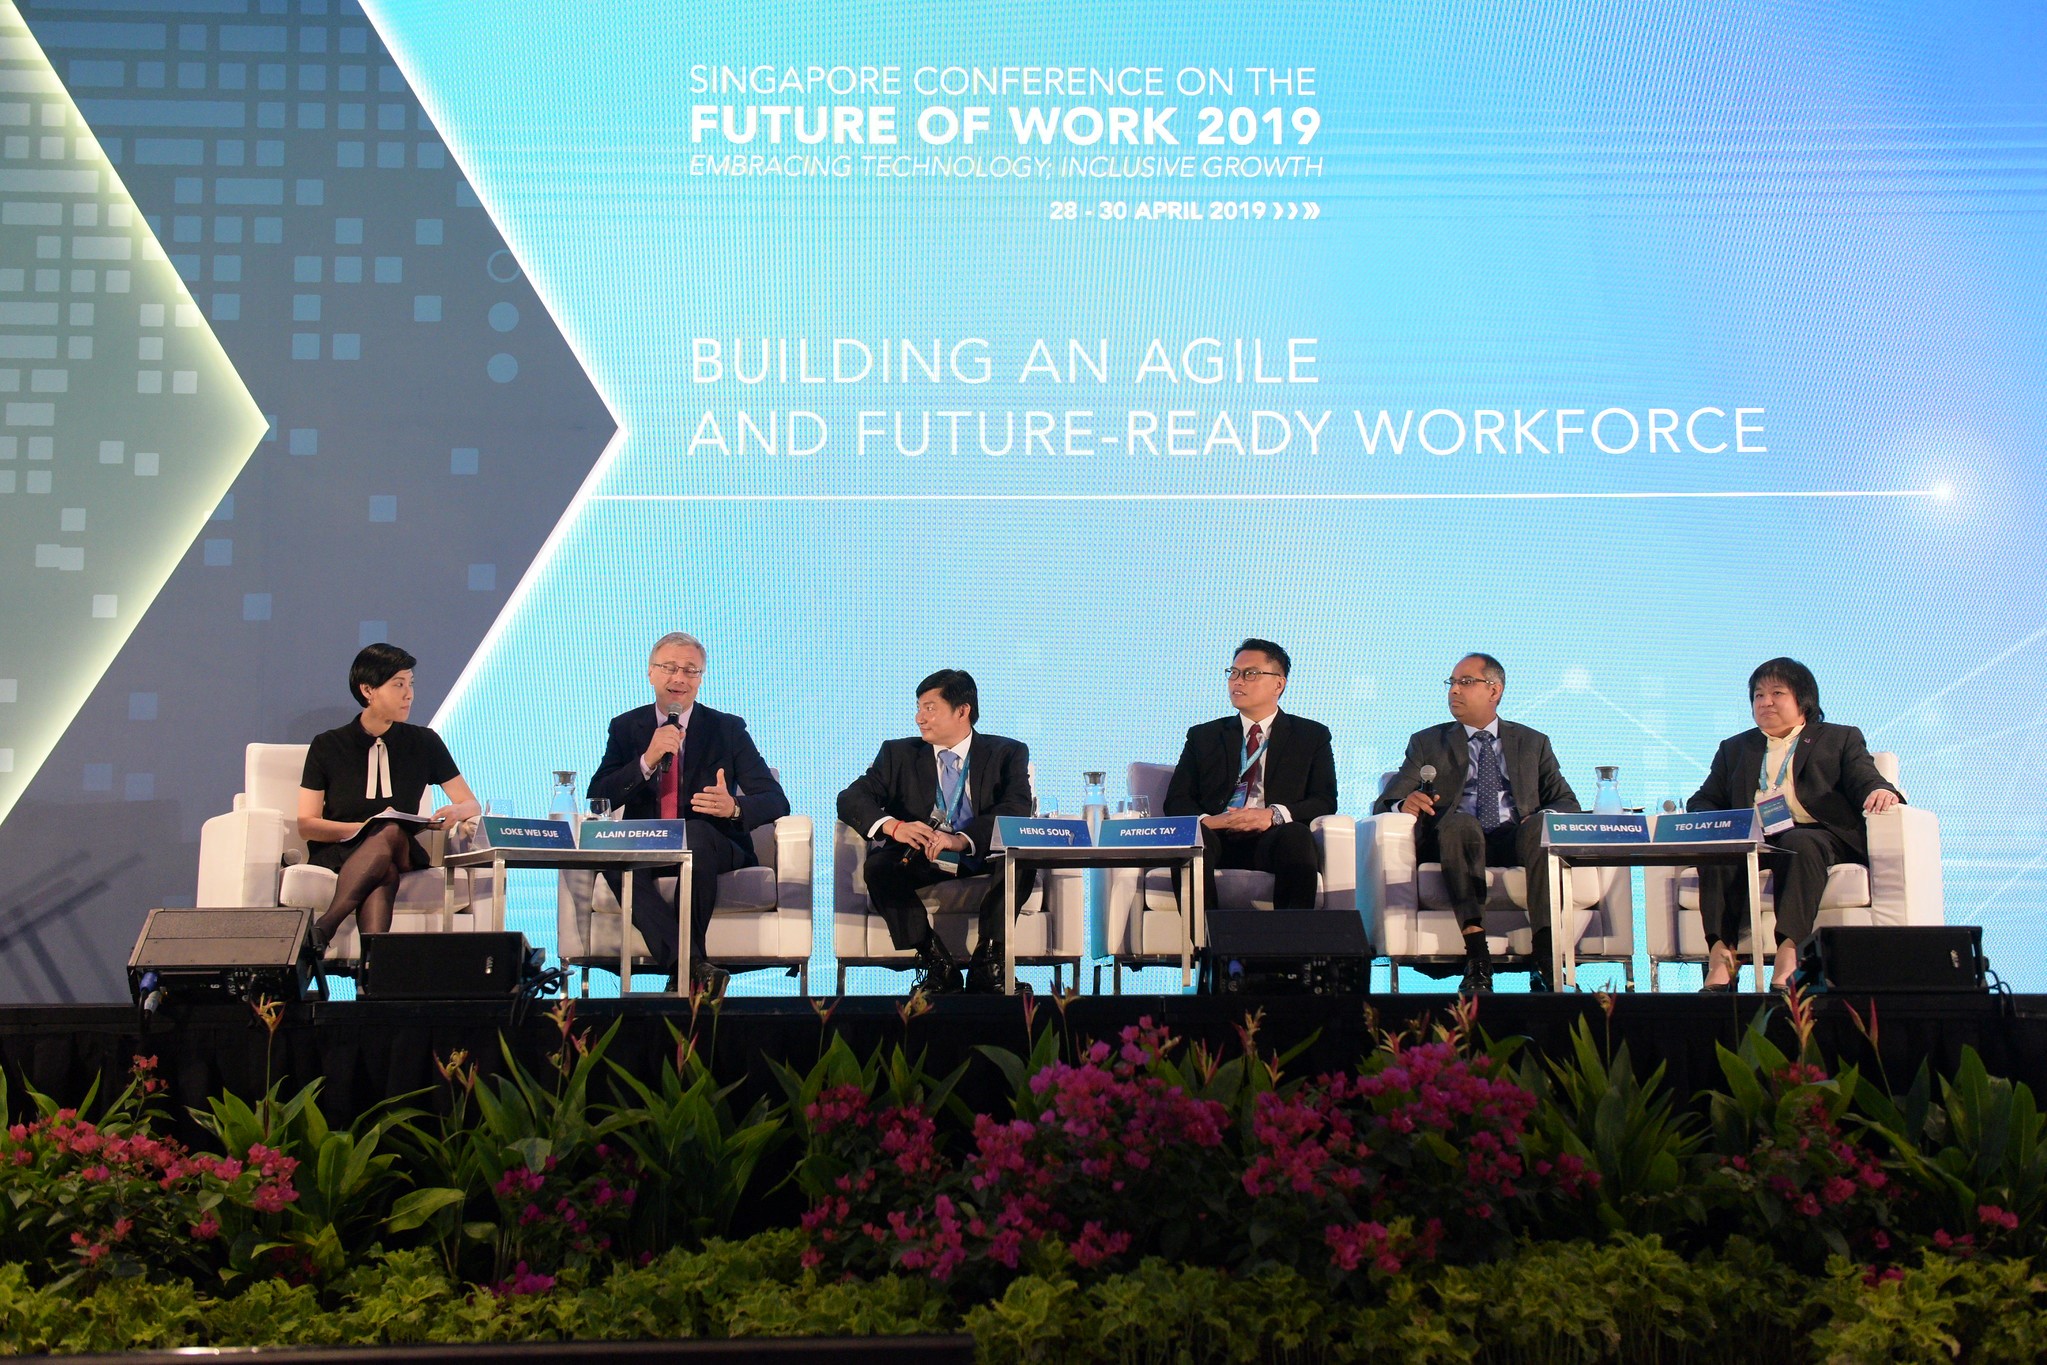 SINGAPORE CONFERENCE ON THE
FUTURE OF WORK 2019
EMBRACING TECHNOLOGY; INCLUSIVE GROWTH
28 - 30 APRIL 2019
BUILDING AN AGILE
AND FUTURE-READY WORKFORCE
LOKE WEI SUE
ALAIN DEHAZE
HENG SOUR
PATRICK TAY
DR BICKY BHANGU
TEO LAY LIM